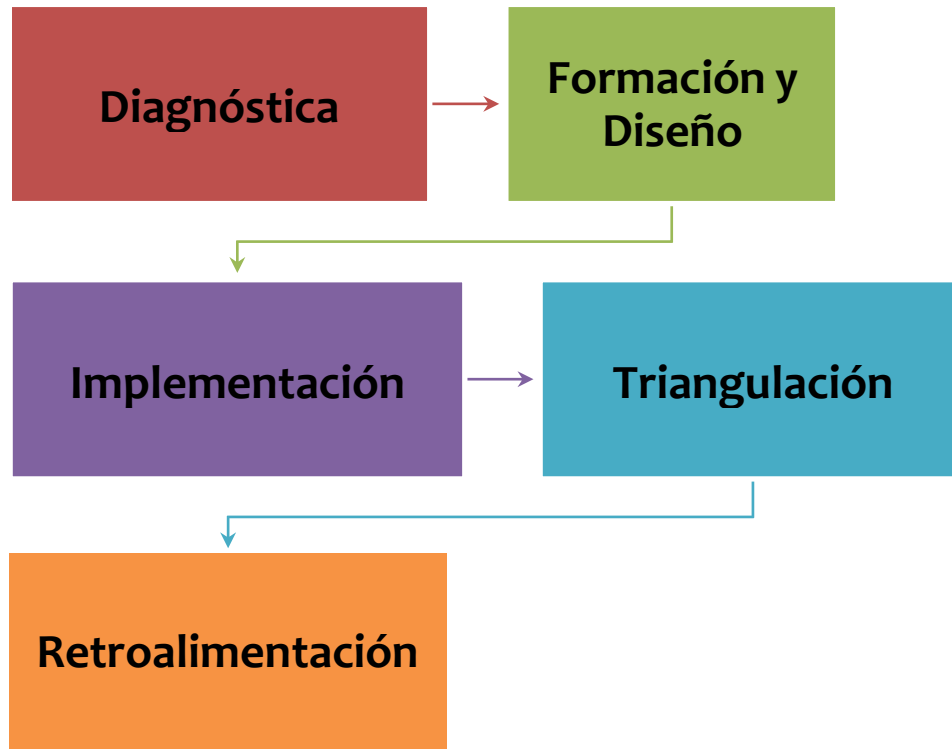 Diagnóstica
Formación y
Diseño
Implementación
Triangulación
Retroalimentación